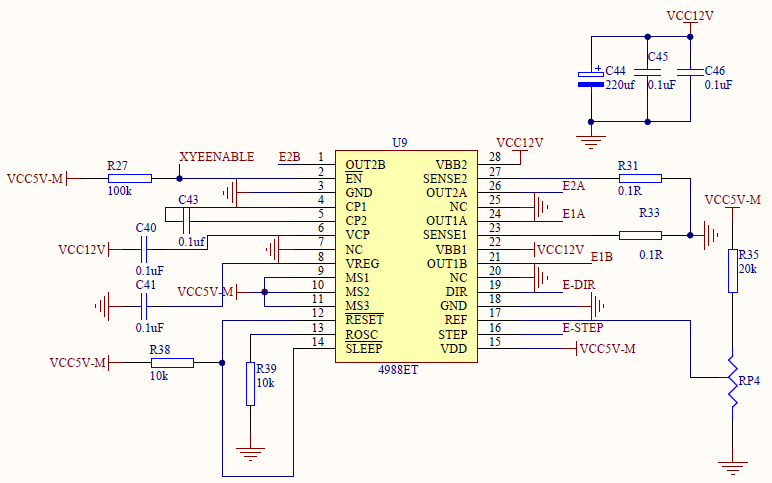 VCC12V
C44
220uf
C45
0.1uF
C46
0.1uF
U9
XYEENABLE
E2B
VCC12V
R27
VCC5V-M
100k
C43
0.1uf
C40
VCC12V
0.1uF
C41
0.1uF
VCC5V-M
VCC5V-M
R38
10k
R39
10k
1 OUT2B
2 EN
3 GND
4 CP1
5 CP2
6 VCP
7 NC
8 VREG
9 MS1
10 MS2
11 MS3
12 RESET
13 ROSC
14 SLEEP
VBB2 28
SENSE2 27
OUT2A 26
NC 25
OUT1A 24
SENSE1 23
VBB1 22
OUT1B 21
NC 20
DIR 19
GND 18
REF 17
STEP 16
VDD 15
4988ET
R31
0.1R
E2A
E1A
R33
0.1R
VCC12V
E1B
E-DIR
E-STEP
VCC5V-M
VCC5V-M
R35
20k
RP4